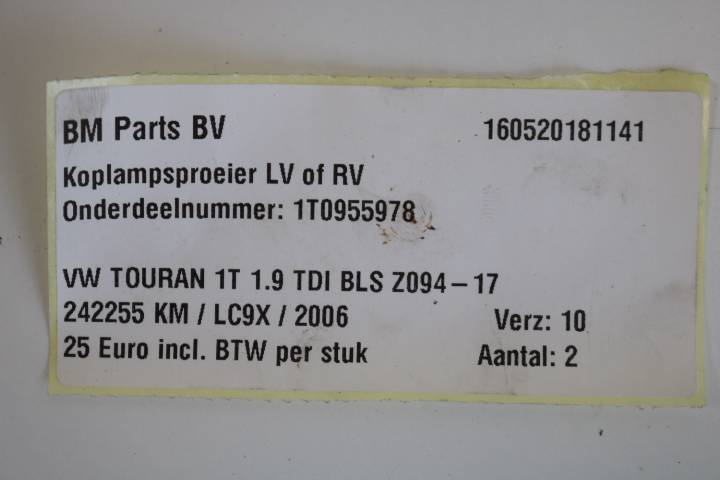 BM Parts BV 160520181141
Koplampsproeier LV of RV
Onderdeelnummer: 1T0955978
VW TOURAN 1T 1.9 TDI BLS Z094-17
242255 KM / LC9X / 2006 Verz: 10
25 Euro incl. BTW per stuk Aantal: 2